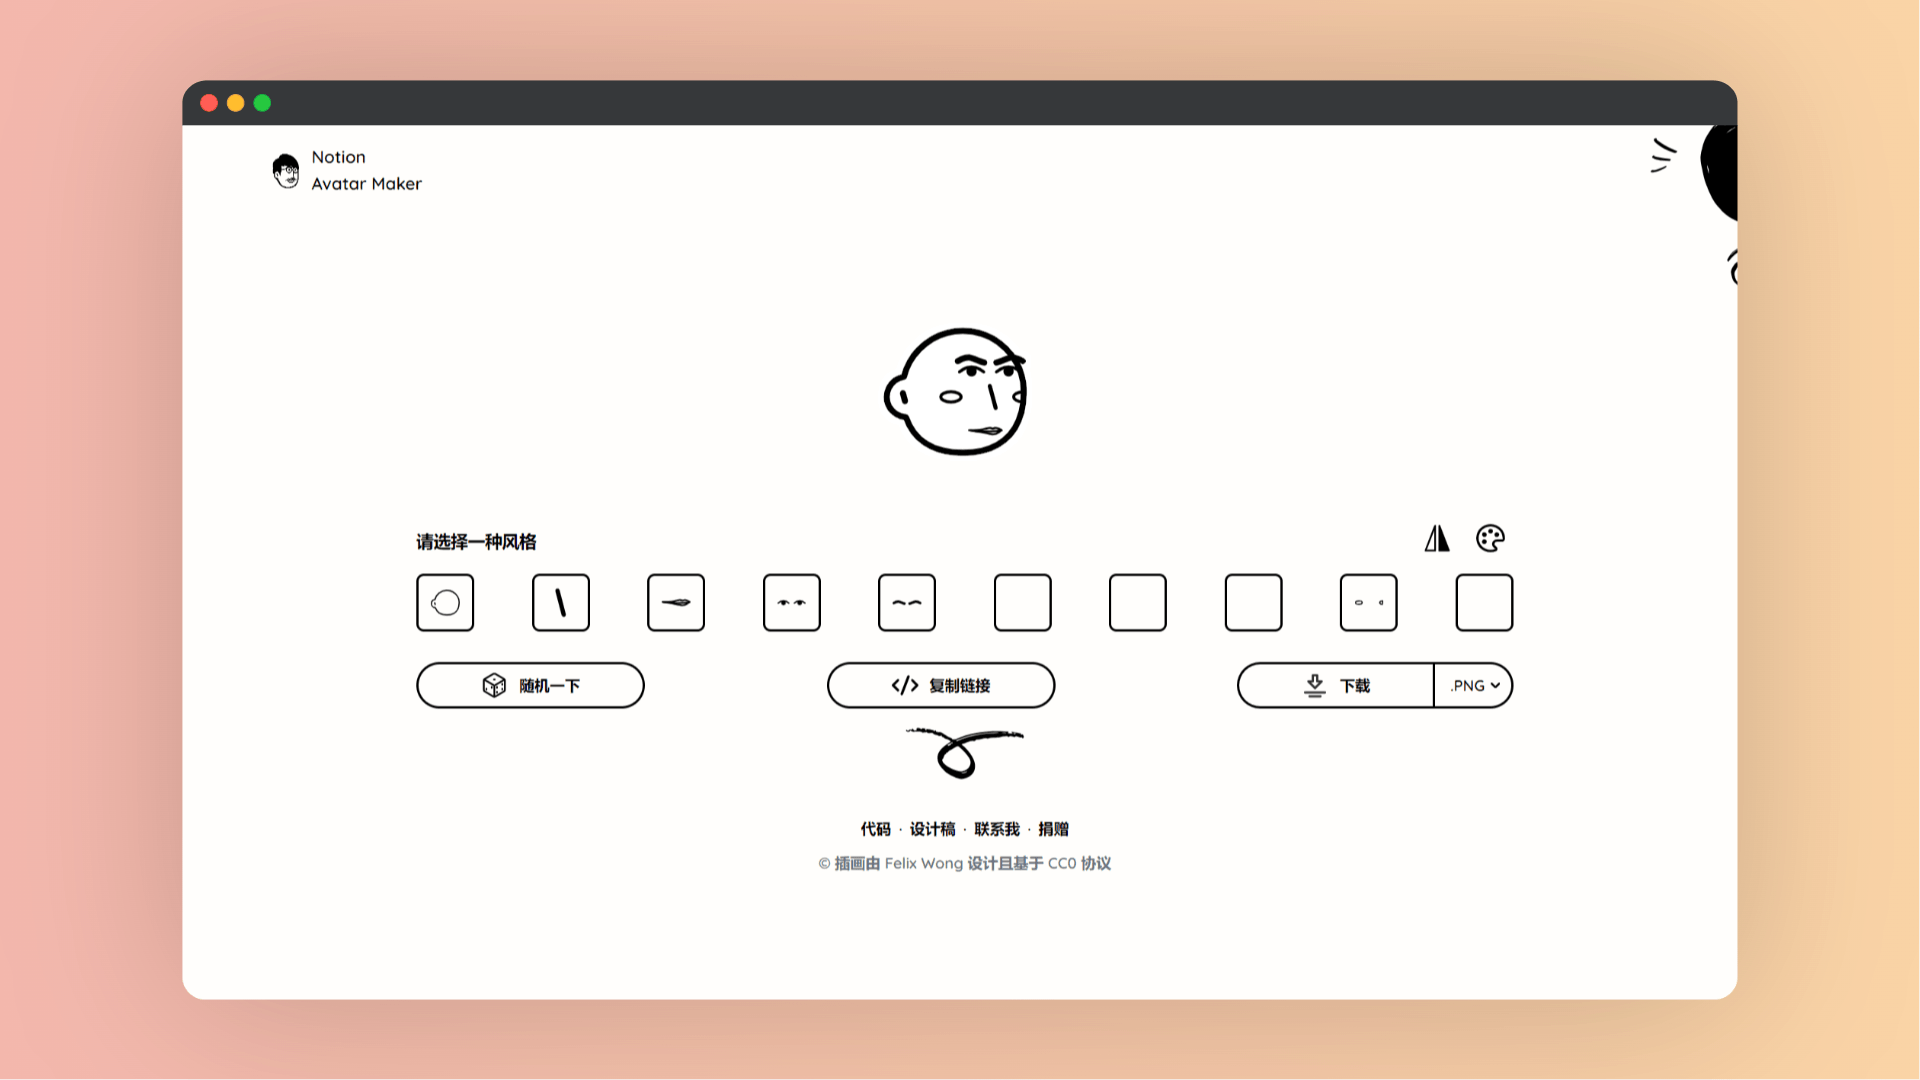 Notion
Avatar Maker
请选择一种风格
随机一下
</> 复制链接
下载
.PNG
代码 · 设计稿 · 联系我 · 捐赠
© 插画由 Felix Wong 设计且基于 CC0 协议